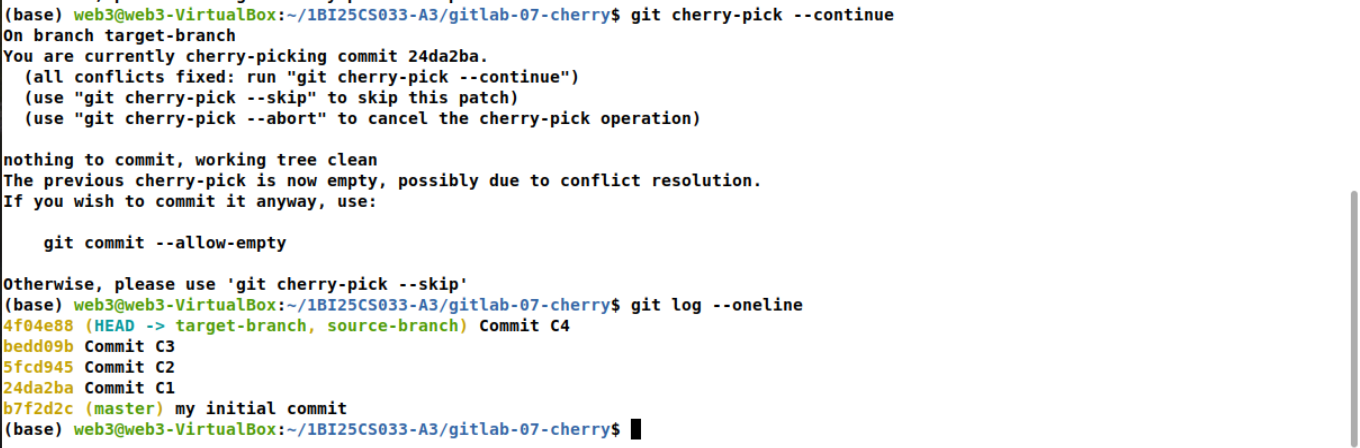 (base) web3@web3-VirtualBox:~/1BI25CS033-A3/gitlab-07-cherry$ git cherry-pick --continue
On branch target-branch
You are currently cherry-picking commit 24da2ba.
  (all conflicts fixed: run "git cherry-pick --continue")
  (use "git cherry-pick --skip" to skip this patch)
  (use "git cherry-pick --abort" to cancel the cherry-pick operation)

nothing to commit, working tree clean
The previous cherry-pick is now empty, possibly due to conflict resolution.
If you wish to commit it anyway, use:

    git commit --allow-empty

Otherwise, please use 'git cherry-pick --skip'
(base) web3@web3-VirtualBox:~/1BI25CS033-A3/gitlab-07-cherry$ git log --oneline
4f04e88 (HEAD -> target-branch, source-branch) Commit C4
bedd09b Commit C3
5fcd945 Commit C2
24da2ba Commit C1
b7f2d2c (master) my initial commit
(base) web3@web3-VirtualBox:~/1BI25CS033-A3/gitlab-07-cherry$